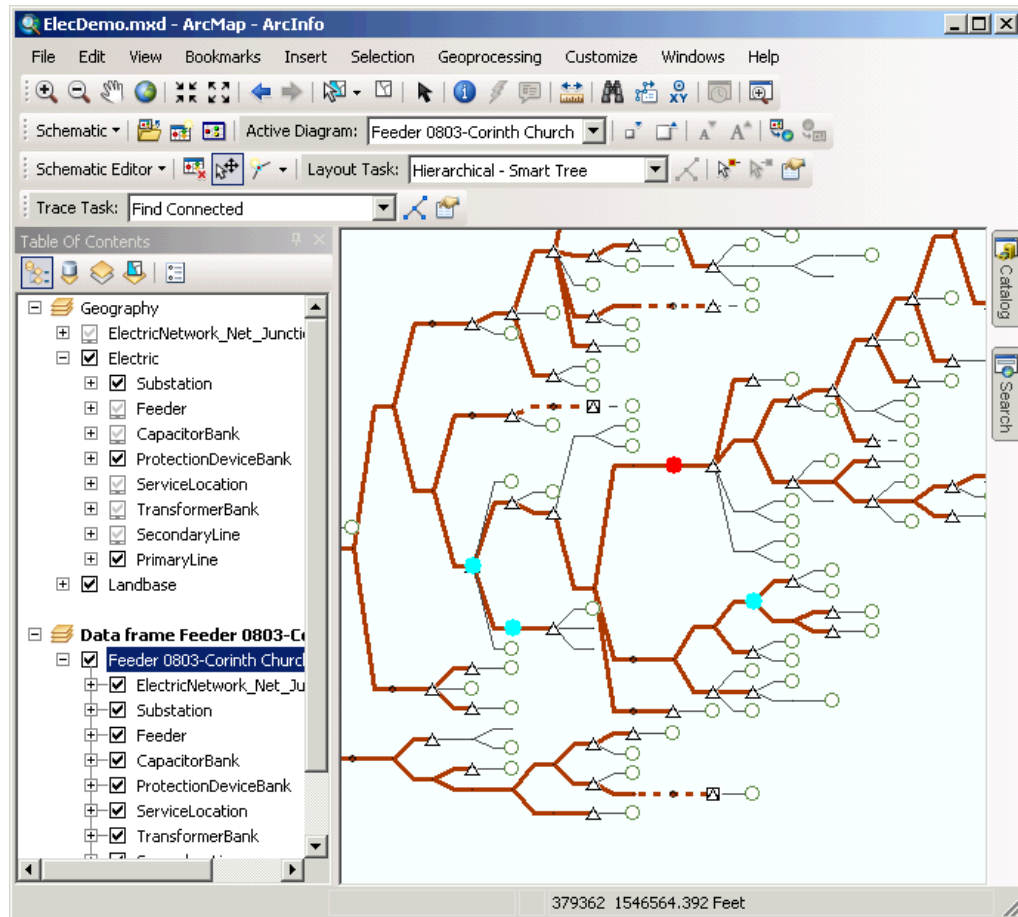 ElecDemo.mxd - ArcMap - ArcInfo
File Edit View Bookmarks Insert Selection Geoprocessing Customize Windows Help
XY
Schematic Active Diagram: Feeder 0803-Corinth Church A A
Schematic Editor Layout Task: Hierarchical - Smart Tree
Trace Task: Find Connected
Table Of Contents
Geography
ElectricNetwork_Net_Juncti
Electric
Substation
Feeder
CapacitorBank
ProtectionDeviceBank
ServiceLocation
TransformerBank
SecondaryLine
PrimaryLine
Landbase
Data frame Feeder 0803-C
Feeder 0803-Corinth Churc
ElectricNetwork_Net_Ju
Substation
Feeder
CapacitorBank
ProtectionDeviceBank
ServiceLocation
TransformerBank
Catalog
Search
379362 1546564.392 Feet